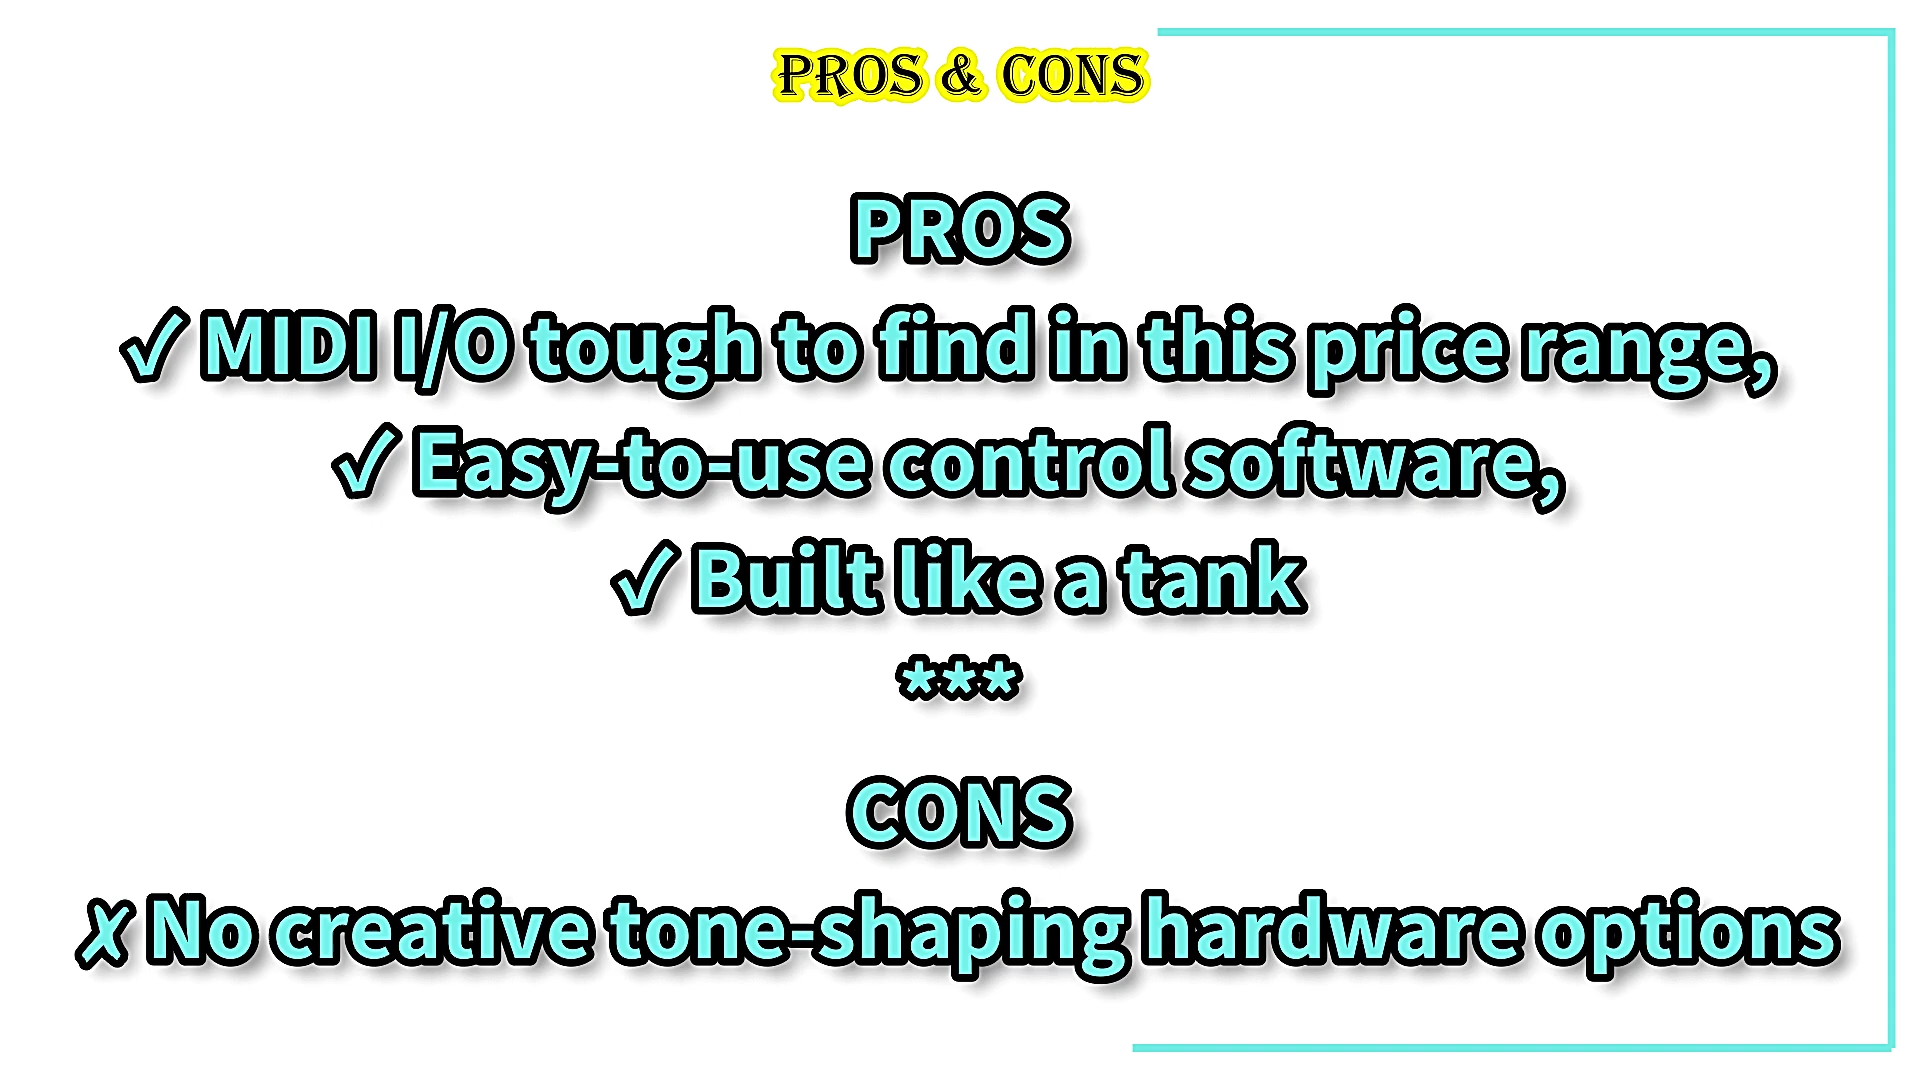 PROS & CONS
PROS
✓ MIDI I/O tough to find in this price range,
✓ Easy-to-use control software,
✓ Built like a tank
***
CONS
✗ No creative tone-shaping hardware options